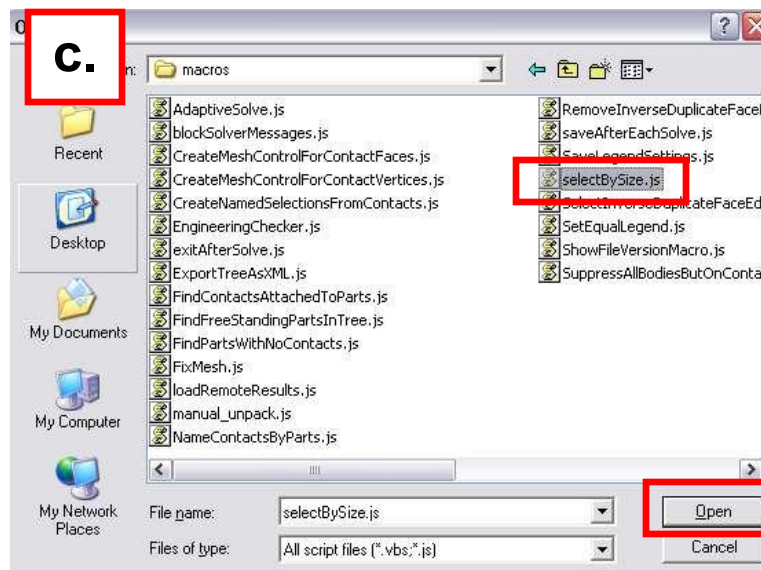 O
c.
n:
macros
Recent
Desktop
My Documents
My Computer
My Network
Places
AdaptiveSolve.js
blockSolverMessages.js
CreateMeshControlForContactFaces.js
CreateMeshControlForContactVertices.js
CreateNamedSelectionsFromContacts.js
EngineeringChecker.js
exitAfterSolve.js
ExportTreeAsXML.js
FindContactsAttachedToParts.js
FindFreeStandingPartsInTree.js
FindPartsWithNoContacts.js
FixMesh.js
loadRemoteResults.js
manual_unpack.js
NameContactsByParts.js
RemoveInverseDuplicateFaceE
saveAfterEachSolve.js
SaveLegendSettings.js
selectBySize.js
SelectInverseDuplicateFaceEd
SetEqualLegend.js
ShowFileVersionMacro.js
SuppressAllBodiesButOnConta
File name:
selectBySize.js
Open
Files of type:
All script files (*.vbs;*.js)
Cancel